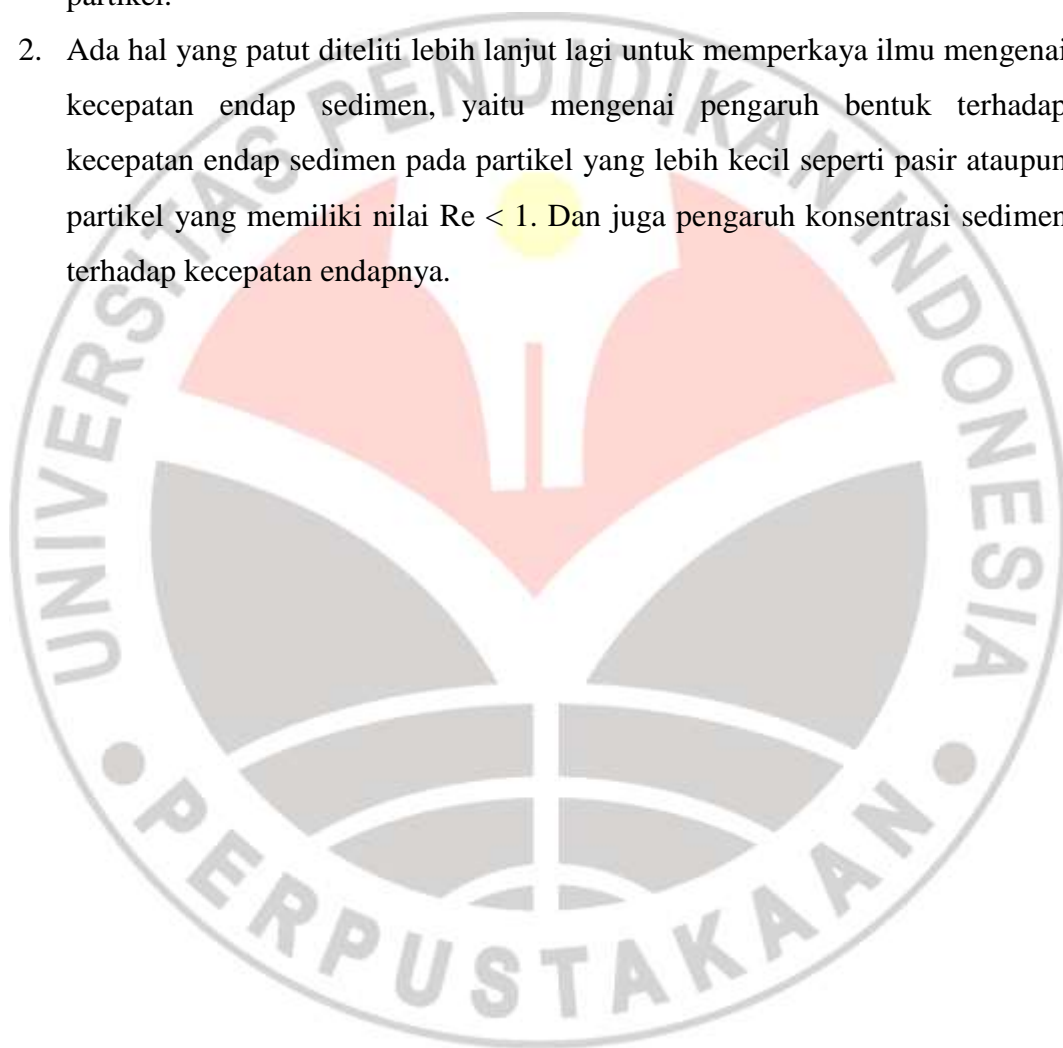 partikel.
2. Ada hal yang patut diteliti lebih lanjut lagi untuk memperkaya ilmu mengenai
kecepatan endap sedimen, yaitu mengenai pengaruh bentuk terhadap
kecepatan endap sedimen pada partikel yang lebih kecil seperti pasir ataupun
partikel yang memiliki nilai Re < 1. Dan juga pengaruh konsentrasi sedimen
terhadap kecepatan endapnya.
UNIVERSITAS PENDIDIKAN INDONESIA
PERPUSTAKAAN